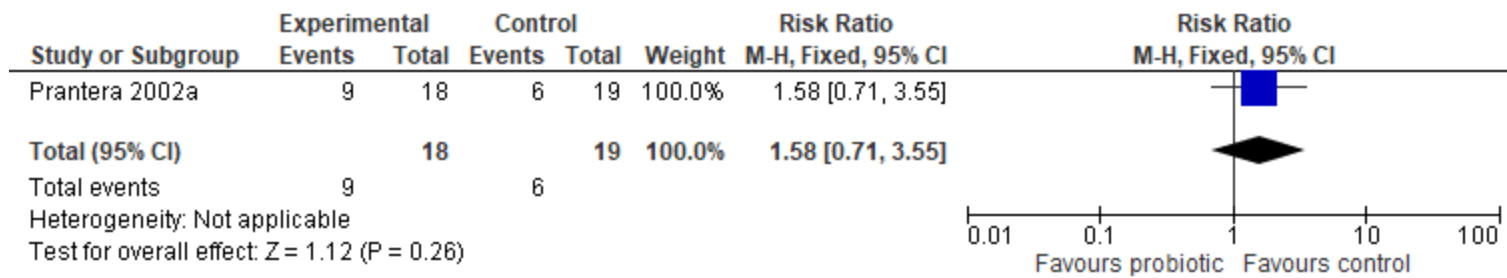 Experimental Control Risk Ratio Risk Ratio
Study or Subgroup Events Total Events Total Weight M-H, Fixed, 95% CI M-H, Fixed, 95% CI
Prantera 2002a 9 18 6 19 100.0% 1.58 [0.71, 3.55]
Total (95% CI) 18 19 100.0% 1.58 [0.71, 3.55]
Total events 9 6
Heterogeneity: Not applicable
Test for overall effect: Z = 1.12 (P = 0.26)
0.01 0.1 1 10 100
Favours probiotic Favours control